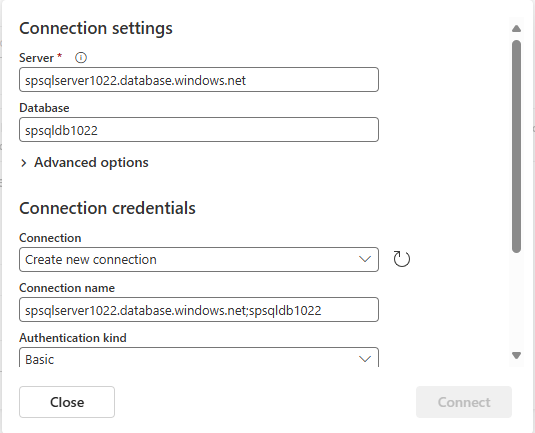 Connection settings
Server *
spsqlserver1022.database.windows.net
Database
spsqldb1022
Advanced options
Connection credentials
Connection
Create new connection
Connection name
spsqlserver1022.database.windows.net;spsqldb1022
Authentication kind
Basic
Close
Connect